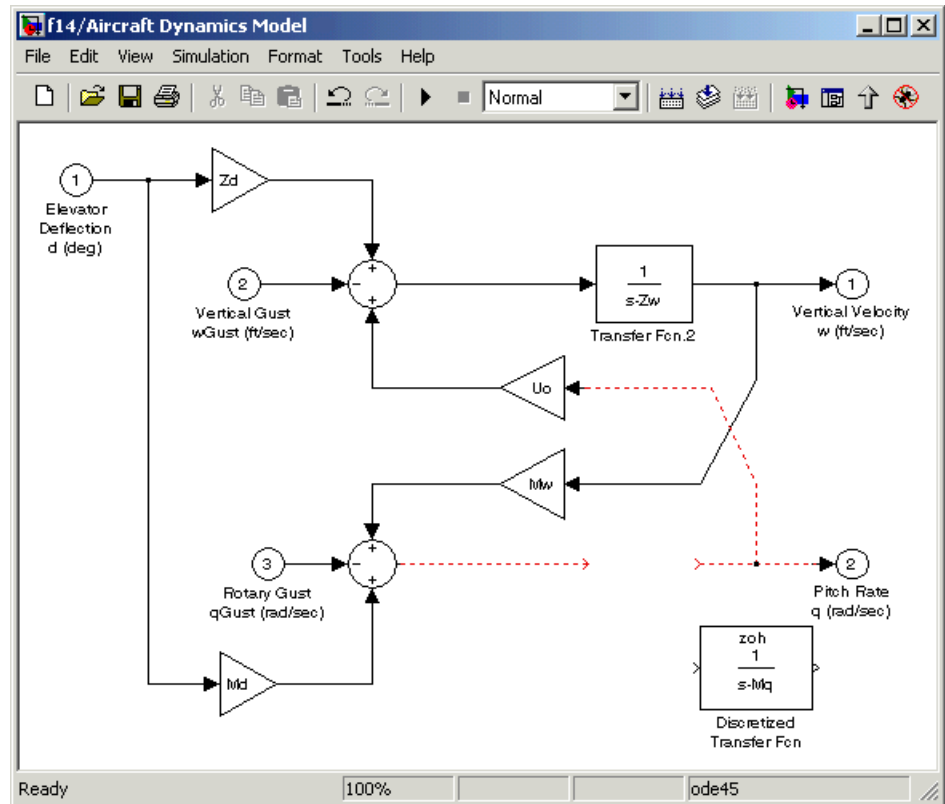 f14/Aircraft Dynamics Model
File Edit View Simulation Format Tools Help
Normal
1
Elevator
Deflection
d (deg)
Zd
+
−
+
2
Vertical Gust
wGust (ft/sec)
1
s-Zw
Transfer Fcn.2
1
Vertical Velocity
w (ft/sec)
Uo
Mw
+
−
+
3
Rotary Gust
qGust (rad/sec)
2
Pitch Rate
q (rad/sec)
Md
zoh
1
s-Mq
Discretized
Transfer Fcn
Ready 100% ode45